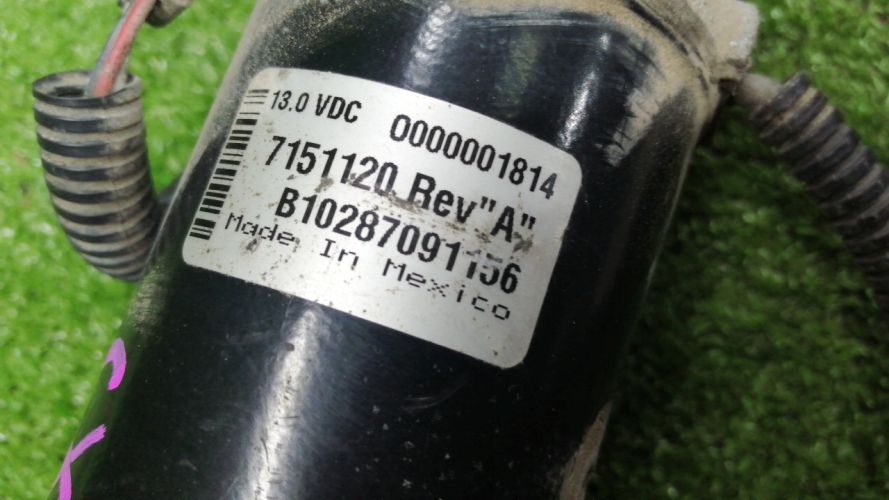 13.0 VDC 0000001814
7151120 Rev"A"
B10287091156
Made In Mexico